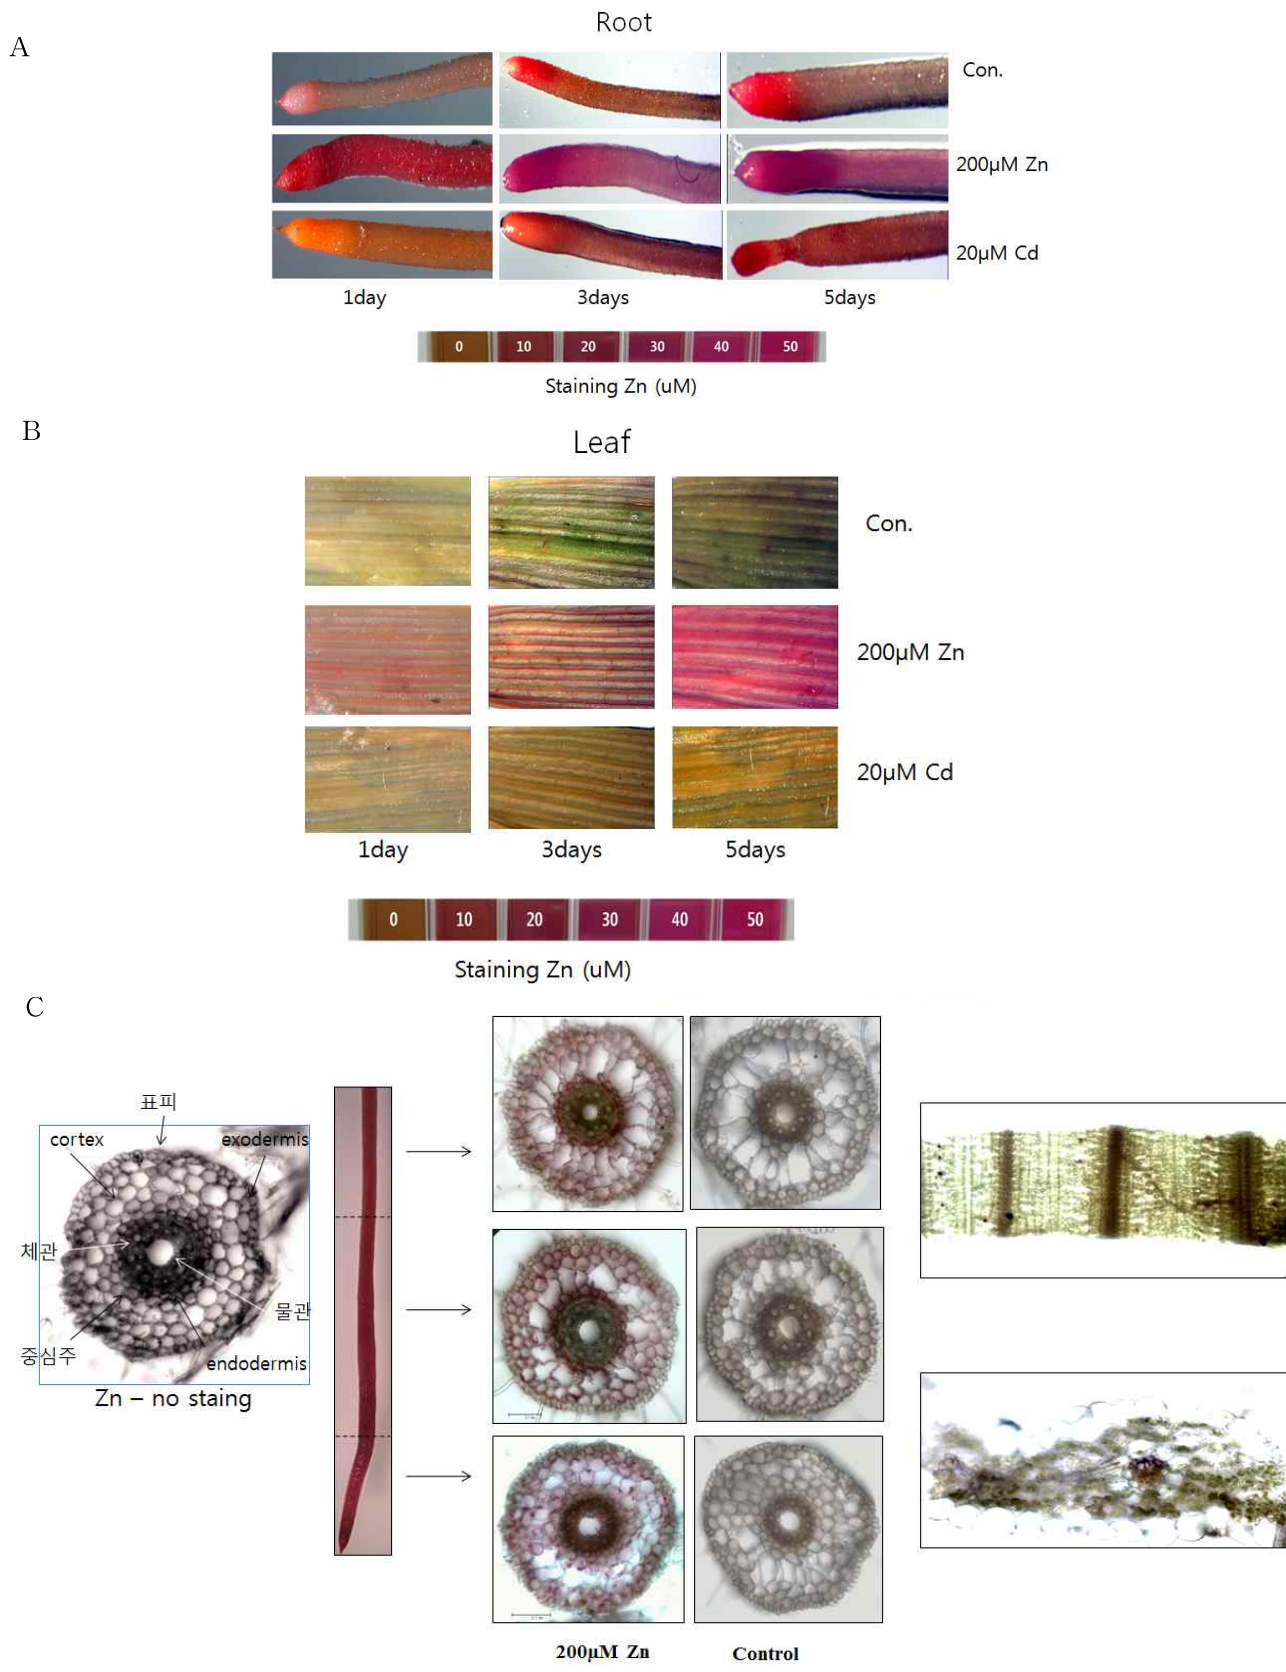 A
Root
Con.
200μM Zn
20μM Cd
1day 3days 5days
0 10 20 30 40 50
Staining Zn (uM)
B
Leaf
Con.
200μM Zn
20μM Cd
1day 3days 5days
0 10 20 30 40 50
Staining Zn (uM)
C
표피
cortex exodermis
체관
물관
중심주
endodermis
Zn – no staing
200μM Zn Control